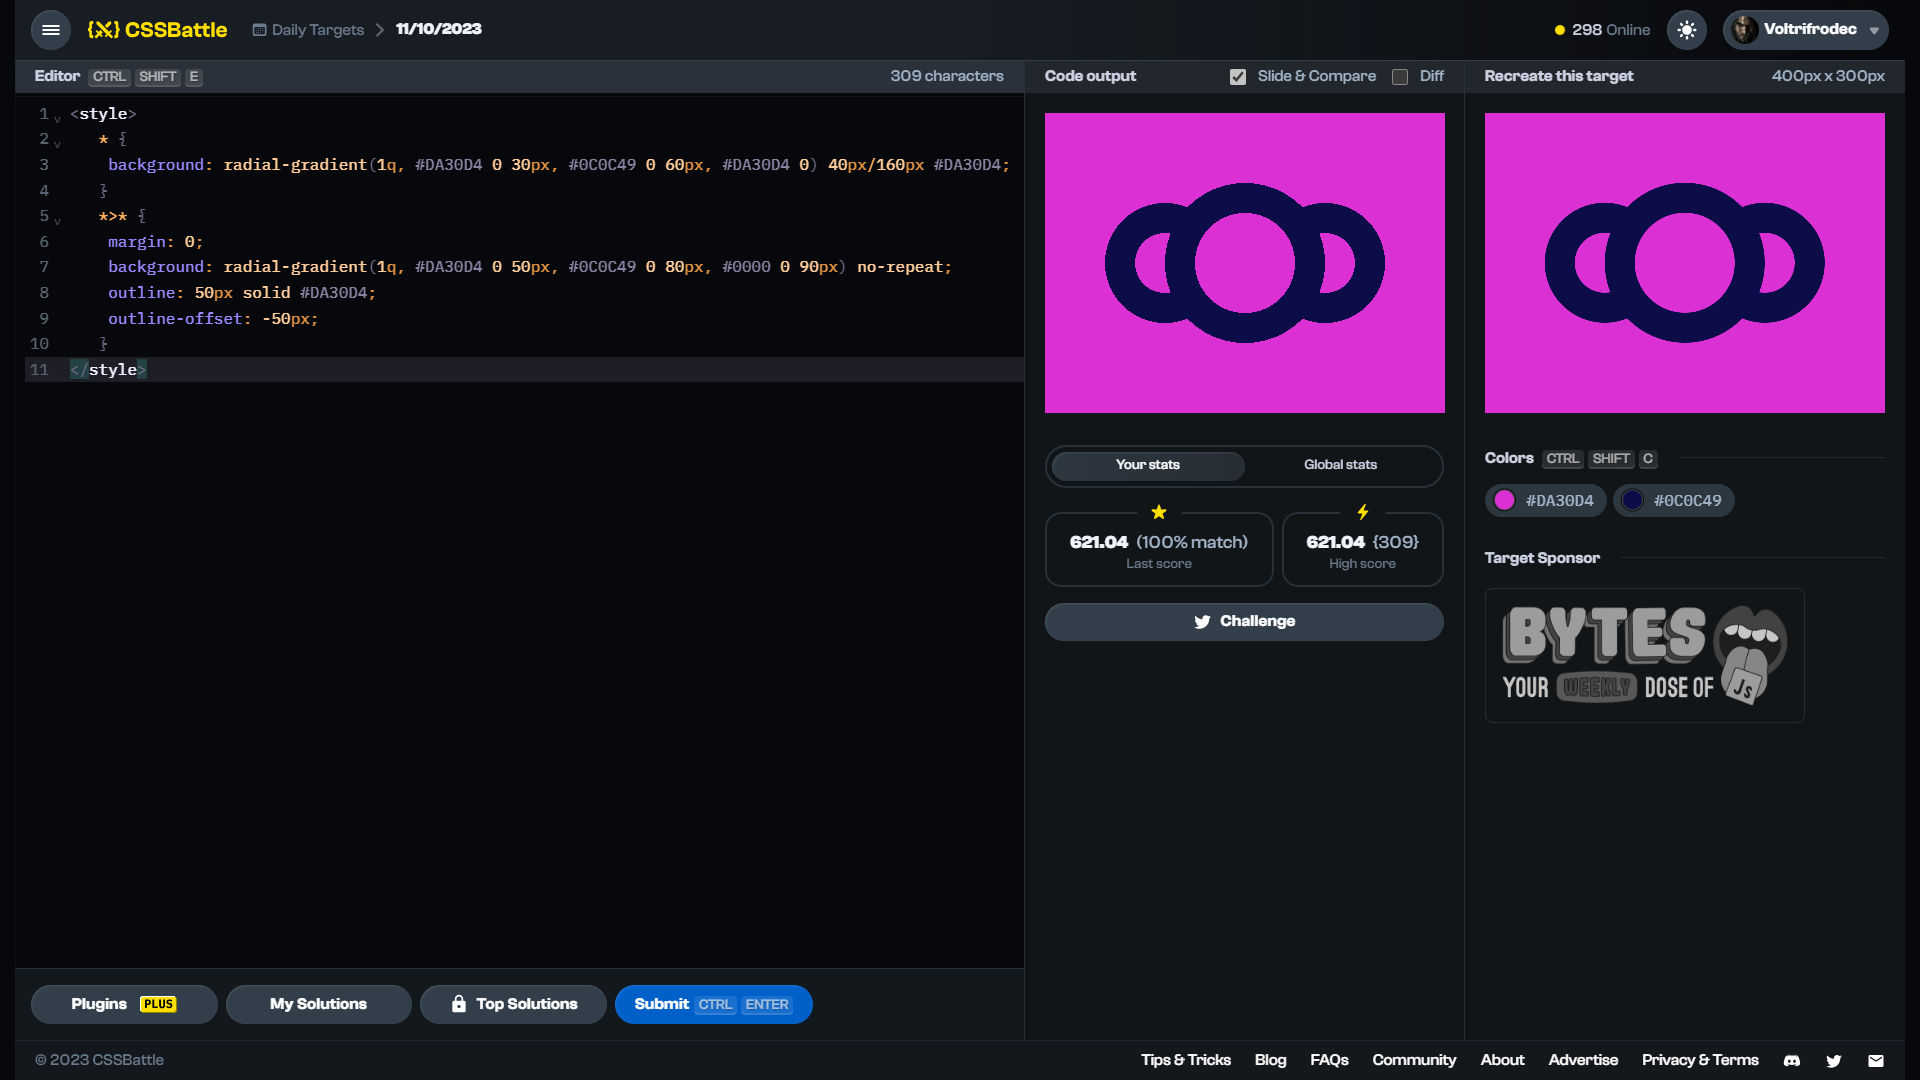 CSSBattle
Daily Targets
11/10/2023
298 Online
Voltrifrodec
Editor CTRL SHIFT E
309 characters
Code output
Slide & Compare
Diff
Recreate this target
400px x 300px
1 <style>
2 * {
3 background: radial-gradient(1q, #DA30D4 0 30px, #0C0C49 0 60px, #DA30D4 0) 40px/160px #DA30D4;
4 }
5 *>* {
6 margin: 0;
7 background: radial-gradient(1q, #DA30D4 0 50px, #0C0C49 0 80px, #0000 0 90px) no-repeat;
8 outline: 50px solid #DA30D4;
9 outline-offset: -50px;
10 }
11 </style>
Your stats
Global stats
621.04 (100% match)
Last score
621.04 {309}
High score
Challenge
Colors CTRL SHIFT C
#DA30D4
#0C0C49
Target Sponsor
BYTES
YOUR WEEKLY DOSE OF JS
Plugins PLUS
My Solutions
Top Solutions
Submit CTRL ENTER
© 2023 CSSBattle
Tips & Tricks
Blog
FAQs
Community
About
Advertise
Privacy & Terms